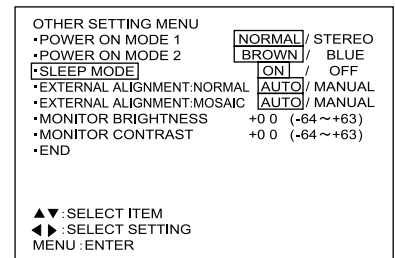 OTHER SETTING MENU
▪POWER ON MODE 1 NORMAL / STEREO
▪POWER ON MODE 2 BROWN / BLUE
▪SLEEP MODE ON / OFF
▪EXTERNAL ALIGNMENT:NORMAL AUTO / MANUAL
▪EXTERNAL ALIGNMENT:MOSAIC AUTO / MANUAL
▪MONITOR BRIGHTNESS +0 0 (-64～+63)
▪MONITOR CONTRAST +0 0 (-64～+63)
▪END
▲▼:SELECT ITEM
◀ ▶:SELECT SETTING
MENU :ENTER